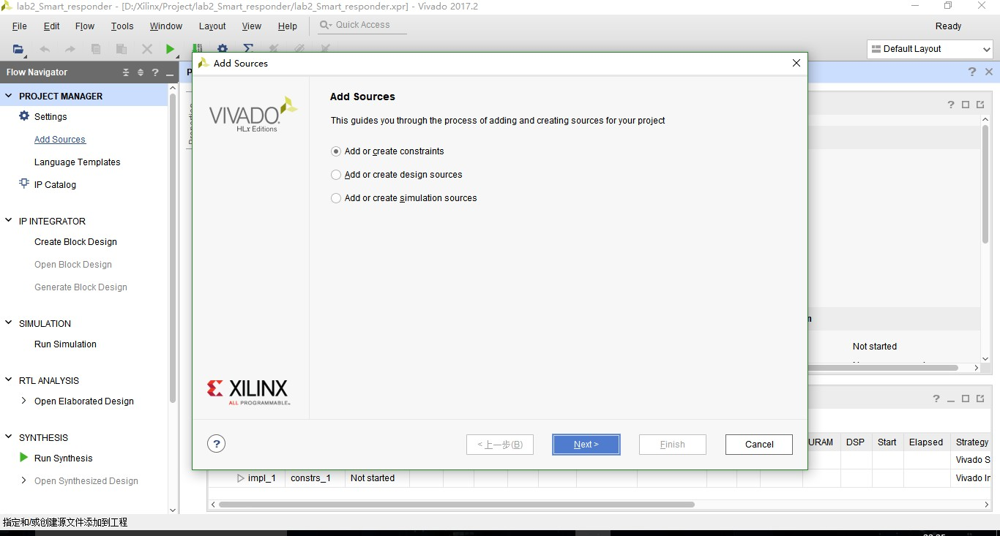 lab2_Smart_responder - [D:/Xilinx/Project/lab2_Smart_responder/lab2_Smart_responder.xpr] - Vivado 2017.2
File Edit Flow Tools Window Layout View Help Quick Access Ready
Default Layout
Flow Navigator
PROJECT MANAGER
Settings
Add Sources
Language Templates
IP Catalog
IP INTEGRATOR
Create Block Design
Open Block Design
Generate Block Design
SIMULATION
Run Simulation
RTL ANALYSIS
Open Elaborated Design
SYNTHESIS
Run Synthesis
Open Synthesized Design
Add Sources
VIVADO.
HLx Editions
Add Sources
This guides you through the process of adding and creating sources for your project
Add or create constraints
Add or create design sources
Add or create simulation sources
XILINX
ALL PROGRAMMABLE.
< 上一步(B) Next > Finish Cancel
Not started
URAM DSP Start Elapsed Strategy
Vivado S
impl_1 constrs_1 Not started Vivado In
指定和/或创建源文件添加到工程